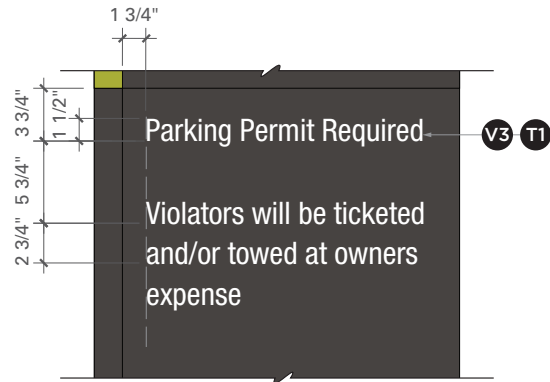 1 3/4"
3 3/4"
1 1/2"
Parking Permit Required
V3 T1
5 3/4"
Violators will be ticketed
2 3/4"
and/or towed at owners
expense